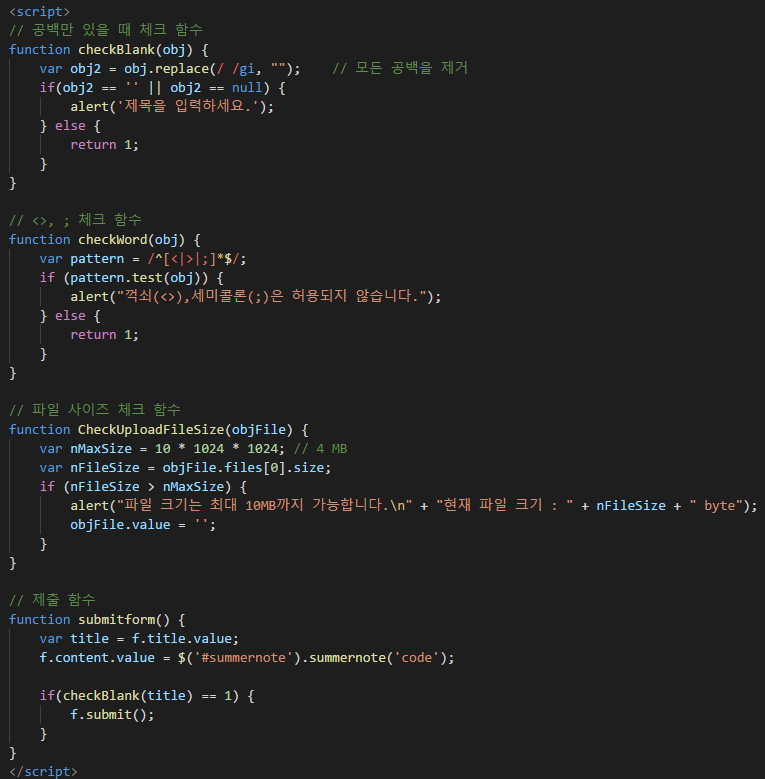 <script>
// 공백만 있을 때 체크 함수
function checkBlank(obj) {
    var obj2 = obj.replace(/ /gi, "");    // 모든 공백을 제거
    if(obj2 == '' || obj2 == null) {
        alert('제목을 입력하세요.');
    } else {
        return 1;
    }
}

// <>, ; 체크 함수
function checkWord(obj) {
    var pattern = /^[<|>|;]*$/;
    if (pattern.test(obj)) {
        alert("꺽쇠(<>),세미콜론(;)은 허용되지 않습니다.");
    } else {
        return 1;
    }
}

// 파일 사이즈 체크 함수
function CheckUploadFileSize(objFile) {
    var nMaxSize = 10 * 1024 * 1024; // 4 MB
    var nFileSize = objFile.files[0].size;
    if (nFileSize > nMaxSize) {
        alert("파일 크기는 최대 10MB까지 가능합니다.\n" + "현재 파일 크기 : " + nFileSize + " byte");
        objFile.value = '';
    }
}

// 제출 함수
function submitform() {
    var title = f.title.value;
    f.content.value = $('#summernote').summernote('code');

    if(checkBlank(title) == 1) {
        f.submit();
    }
}
</script>